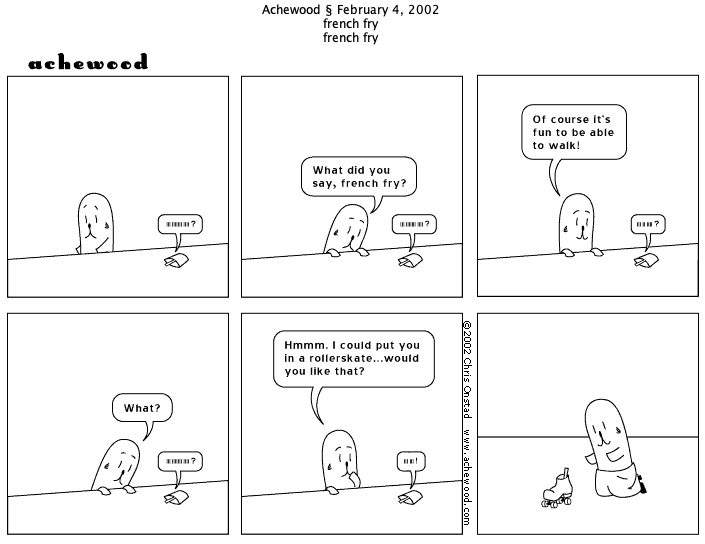 Achewood § February 4, 2002
french fry
french fry
achewood
?
What did you
say, french fry?
?
Of course it's
fun to be able
to walk!
?
What?
?
Hmmm. I could put you
in a rollerskate...would
you like that?
!
©2002 Chris Onstad www.achewood.com